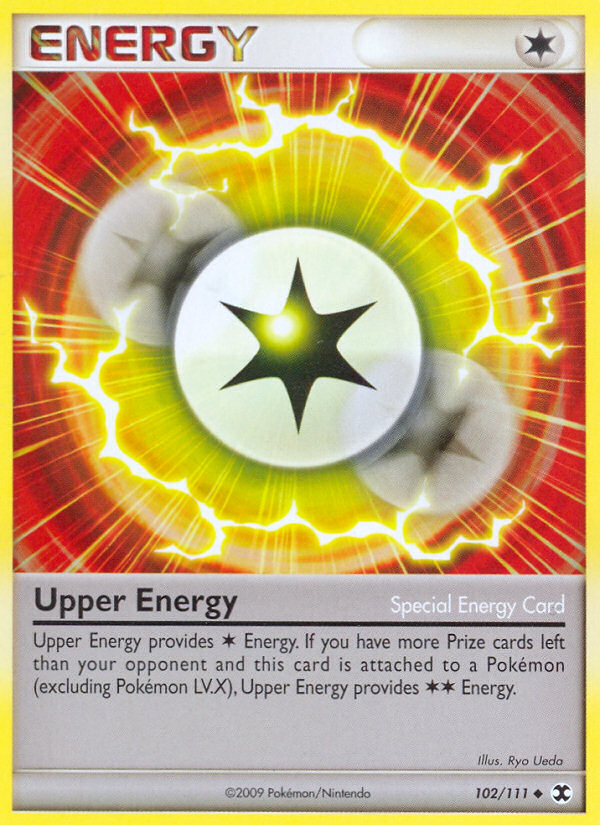 ENERGY
Upper Energy
Special Energy Card
Upper Energy provides ✶ Energy. If you have more Prize cards left
than your opponent and this card is attached to a Pokémon
(excluding Pokémon LV.X), Upper Energy provides ✶✶ Energy.
Illus. Ryo Ueda
©2009 Pokémon/Nintendo
102/111 ◆